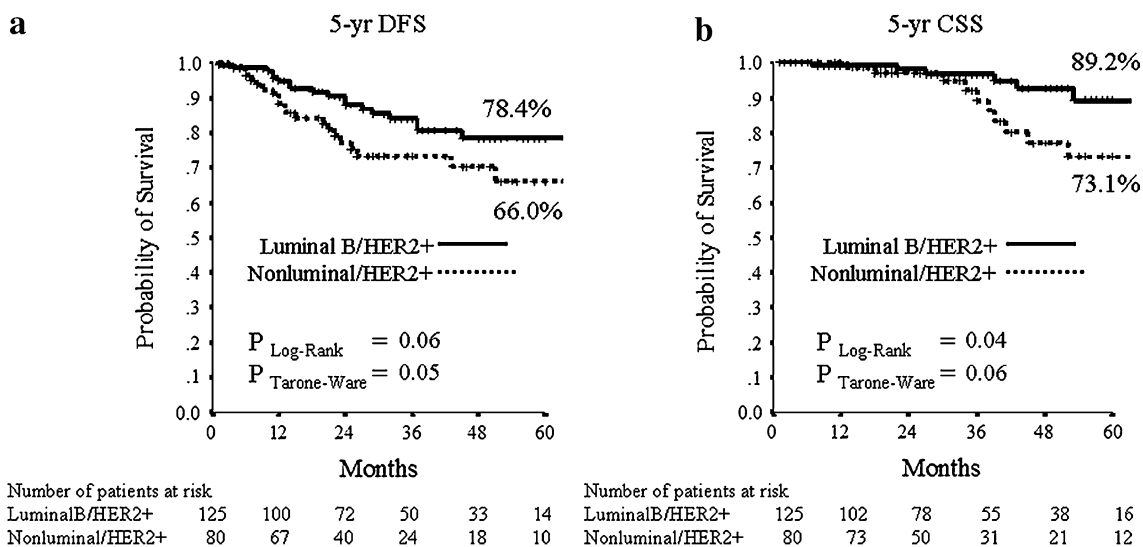 a
5-yr DFS
1.0
.9
.8
.7
.6
.5
.4
.3
.2
.1
0.0
Probability of Survival
78.4%
66.0%
Luminal B/HER2+
Nonluminal/HER2+
P Log-Rank = 0.06
P Tarone-Ware = 0.05
0 12 24 36 48 60
Months
Number of patients at risk
LuminalB/HER2+ 125 100 72 50 33 14
Nonluminal/HER2+ 80 67 40 24 18 10
b
5-yr CSS
1.0
.9
.8
.7
.6
.5
.4
.3
.2
.1
0.0
Probability of Survival
89.2%
73.1%
Luminal B/HER2+
Nonluminal/HER2+
P Log-Rank = 0.04
P Tarone-Ware = 0.06
0 12 24 36 48 60
Months
Number of patients at risk
LuminalB/HER2+ 125 102 78 55 38 16
Nonluminal/HER2+ 80 73 50 31 21 12